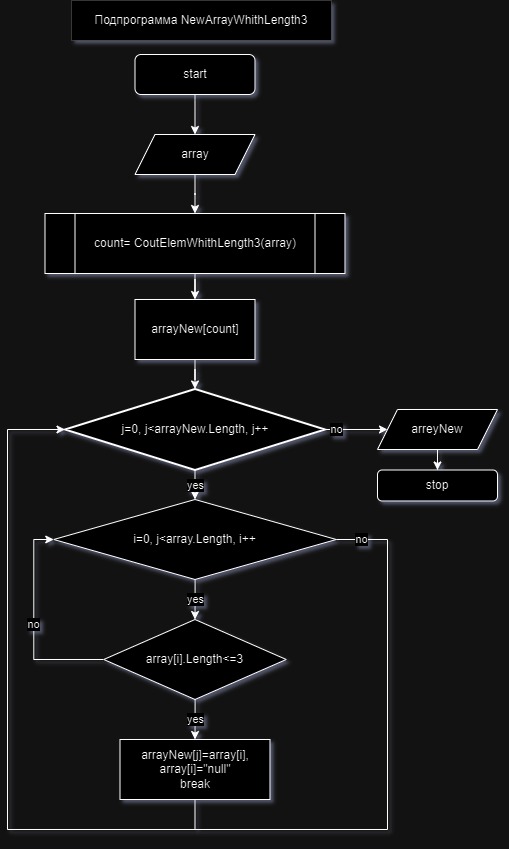 Подпрограмма NewArrayWhithLength3
start
array
count= CoutElemWhithLength3(array)
arrayNew[count]
j=0, j<arrayNew.Length, j++
no
arreyNew
stop
yes
i=0, j<array.Length, i++
no
yes
no
array[i].Length<=3
yes
arrayNew[j]=array[i],
array[i]="null"
break